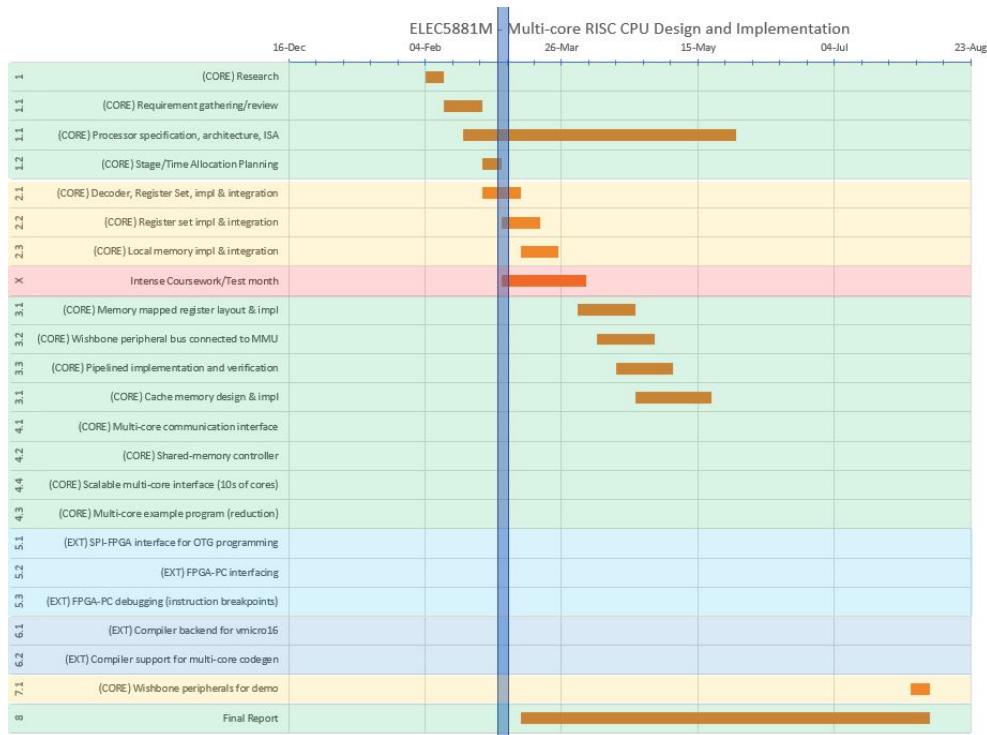 ELEC5881M - Multi-core RISC CPU Design and Implementation
16-Dec 04-Feb 26-Mar 15-May 04-Jul 23-Aug
1 (CORE) Research
1.1 (CORE) Requirement gathering/review
1.1 (CORE) Processor specification, architecture, ISA
1.2 (CORE) Stage/Time Allocation Planning
2.1 (CORE) Decoder, Register Set, impl & integration
2.2 (CORE) Register set impl & integration
2.3 (CORE) Local memory impl & integration
X Intense Coursework/Test month
3.1 (CORE) Memory mapped register layout & impl
3.2 (CORE) Wishbone peripheral bus connected to MMU
3.3 (CORE) Pipelined implementation and verification
3.1 (CORE) Cache memory design & impl
4.1 (CORE) Multi-core communication interface
4.2 (CORE) Shared-memory controller
4.4 (CORE) Scalable multi-core interface (10s of cores)
4.3 (CORE) Multi-core example program (reduction)
5.1 (EXT) SPI-FPGA interface for OTG programming
5.2 (EXT) FPGA-PC interfacing
5.3 (EXT) FPGA-PC debugging (instruction breakpoints)
6.1 (EXT) Compiler backend for vmicro16
6.2 (EXT) Compiler support for multi-core codegen
7.1 (CORE) Wishbone peripherals for demo
8 Final Report